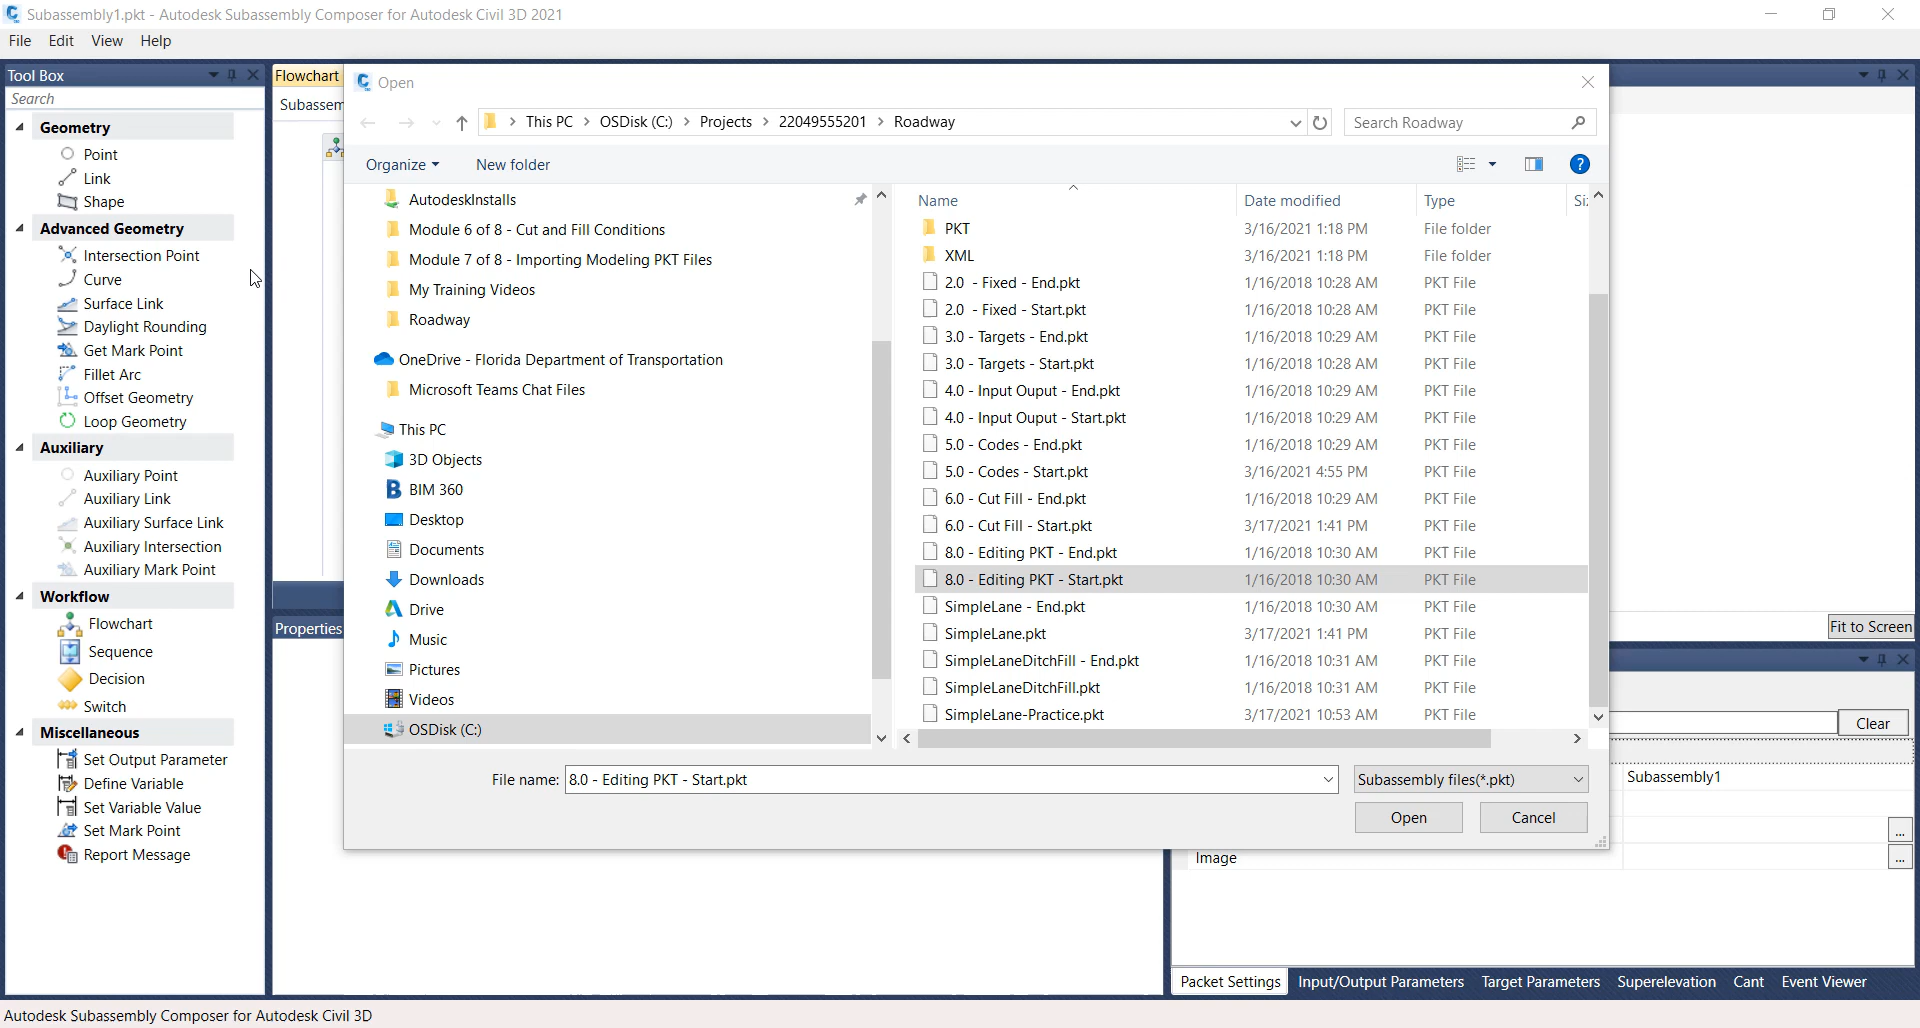 Subassembly1.pkt - Autodesk Subassembly Composer for Autodesk Civil 3D 2021
File Edit View Help
Tool Box
Search
Geometry
Point
Link
Shape
Advanced Geometry
Intersection Point
Curve
Surface Link
Daylight Rounding
Get Mark Point
Fillet Arc
Offset Geometry
Loop Geometry
Auxiliary
Auxiliary Point
Auxiliary Link
Auxiliary Surface Link
Auxiliary Intersection
Auxiliary Mark Point
Workflow
Flowchart
Sequence
Decision
Switch
Miscellaneous
Set Output Parameter
Define Variable
Set Variable Value
Set Mark Point
Report Message
Flowchart
Subassem
Properties
Open
This PC > OSDisk (C:) > Projects > 22049555201 > Roadway
Search Roadway
Organize New folder
AutodeskInstalls
Module 6 of 8 - Cut and Fill Conditions
Module 7 of 8 - Importing Modeling PKT Files
My Training Videos
Roadway
OneDrive - Florida Department of Transportation
Microsoft Teams Chat Files
This PC
3D Objects
BIM 360
Desktop
Documents
Downloads
Drive
Music
Pictures
Videos
OSDisk (C:)
Name Date modified Type Si
PKT 3/16/2021 1:18 PM File folder
XML 3/16/2021 1:18 PM File folder
2.0 - Fixed - End.pkt 1/16/2018 10:28 AM PKT File
2.0 - Fixed - Start.pkt 1/16/2018 10:28 AM PKT File
3.0 - Targets - End.pkt 1/16/2018 10:29 AM PKT File
3.0 - Targets - Start.pkt 1/16/2018 10:28 AM PKT File
4.0 - Input Ouput - End.pkt 1/16/2018 10:29 AM PKT File
4.0 - Input Ouput - Start.pkt 1/16/2018 10:29 AM PKT File
5.0 - Codes - End.pkt 1/16/2018 10:29 AM PKT File
5.0 - Codes - Start.pkt 3/16/2021 4:55 PM PKT File
6.0 - Cut Fill - End.pkt 1/16/2018 10:29 AM PKT File
6.0 - Cut Fill - Start.pkt 3/17/2021 1:41 PM PKT File
8.0 - Editing PKT - End.pkt 1/16/2018 10:30 AM PKT File
8.0 - Editing PKT - Start.pkt 1/16/2018 10:30 AM PKT File
SimpleLane - End.pkt 1/16/2018 10:30 AM PKT File
SimpleLane.pkt 3/17/2021 1:41 PM PKT File
SimpleLaneDitchFill - End.pkt 1/16/2018 10:31 AM PKT File
SimpleLaneDitchFill.pkt 1/16/2018 10:31 AM PKT File
SimpleLane-Practice.pkt 3/17/2021 10:53 AM PKT File
File name: 8.0 - Editing PKT - Start.pkt Subassembly files(*.pkt)
Open Cancel
Fit to Screen
Clear
Subassembly1
...
Image ...
Packet Settings Input/Output Parameters Target Parameters Superelevation Cant Event Viewer
Autodesk Subassembly Composer for Autodesk Civil 3D